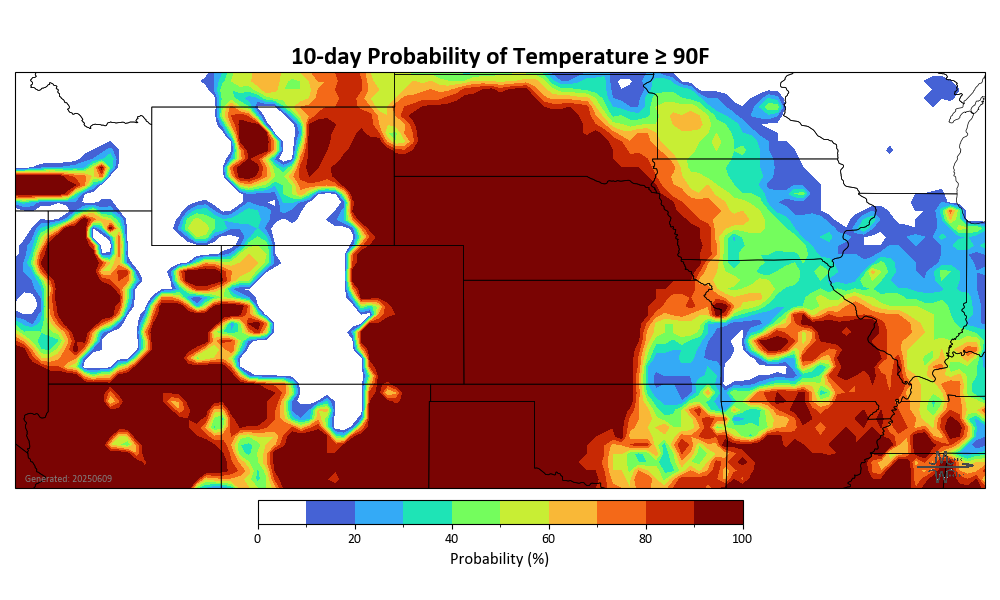 10-day Probability of Temperature ≥ 90F
Generated: 20250609
0 20 40 60 80 100
Probability (%)